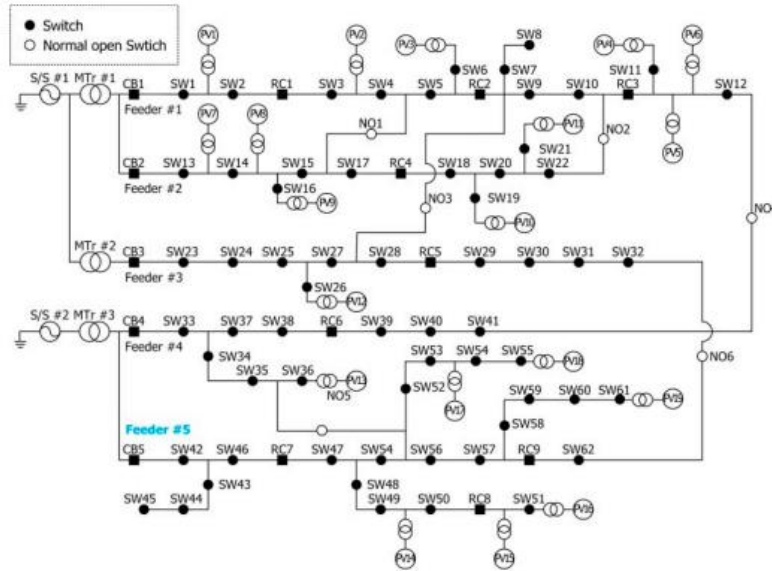 Switch
Normal open Swtich
PV1 PV2 PV3 SW8 PV4 PV6
S/S #1 MTr #1 SW6 SW7 SW11
CB1 SW1 SW2 RC1 SW3 SW4 SW5 RC2 SW9 SW10 RC3 SW12
Feeder #1 PV7 PV8 NO1 PV11 NO2 PV5
SW21
CB2 SW13 SW14 SW15 SW17 RC4 SW18 SW20 SW22
Feeder #2 SW16 PV9 SW19 NO3 PV10
MTr #2
CB3 SW23 SW24 SW25 SW27 SW28 RC5 SW29 SW30 SW31 SW32
Feeder #3 SW26 PV12
S/S #2 MTr #3
CB4 SW33 SW37 SW38 RC6 SW39 SW40 SW41
Feeder #4 SW34 SW53 SW54 SW55 PV18 NO6
SW35 SW36 PV13 SW52 PV17
NO5 SW59 SW60 SW61
Feeder #5 SW58
CB5 SW42 SW46 RC7 SW47 SW54 SW56 SW57 RC9 SW62
SW43 SW48
SW45 SW44 SW49 SW50 RC8 SW51 PV16
PV14 PV15